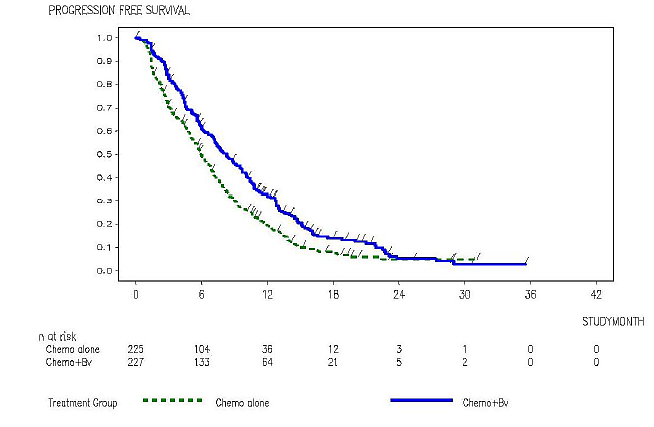 PROGRESSION FREE SURVIVAL
1.0
0.9
0.8
0.7
0.6
0.5
0.4
0.3
0.2
0.1
0.0
0 6 12 18 24 30 36 42
STUDYMONTH
n at risk
Chemo alone 225 104 36 12 3 1 0 0
Chemo+Bv 227 133 64 21 5 2 0 0
Treatment Group Chemo alone Chemo+Bv